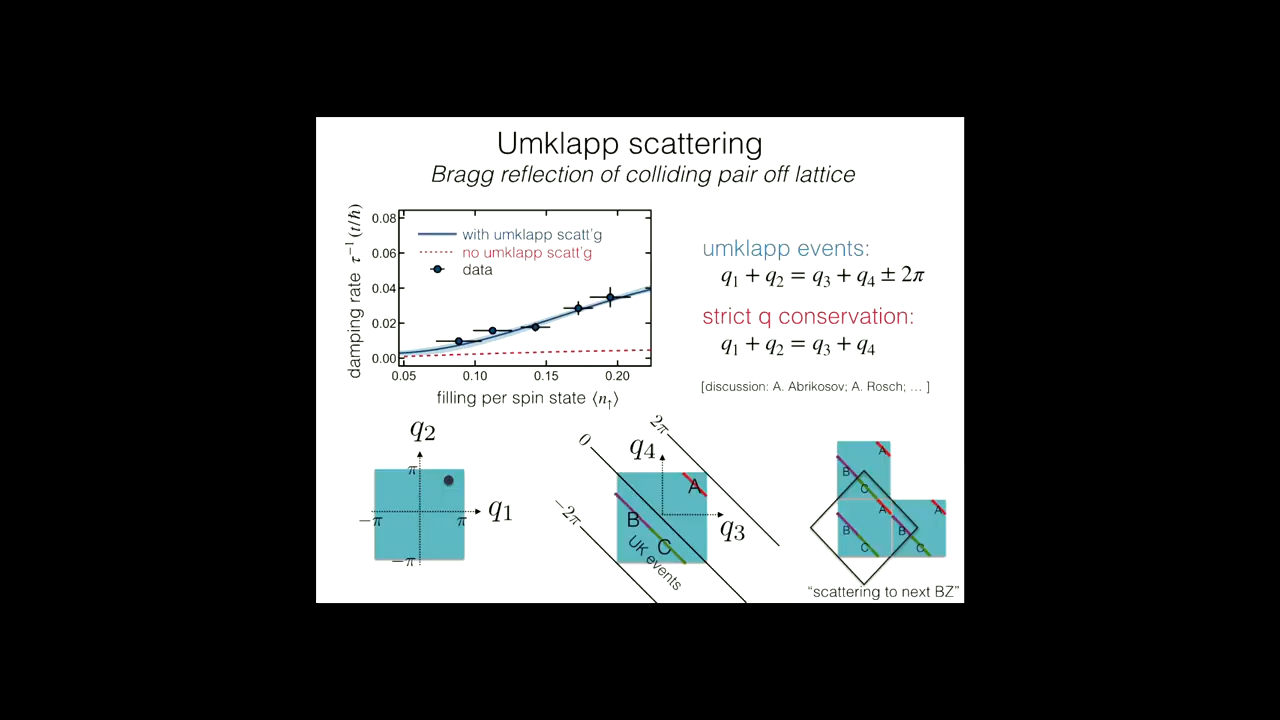 Umklapp scattering
Bragg reflection of colliding pair off lattice
damping rate τ⁻¹ (t/ħ)
0.08
0.06
0.04
0.02
0.00
with umklapp scatt'g
no umklapp scatt'g
data
0.05 0.10 0.15 0.20
filling per spin state ⟨n↑⟩
umklapp events:
q₁ + q₂ = q₃ + q₄ ± 2π
strict q conservation:
q₁ + q₂ = q₃ + q₄
[discussion: A. Abrikosov; A. Rosch; … ]
q₂
π
−π π q₁
−π
0 2π
−2π
q₄
A
B
q₃
C
UK events
A
B
C
A A
B B
C C
“scattering to next BZ”